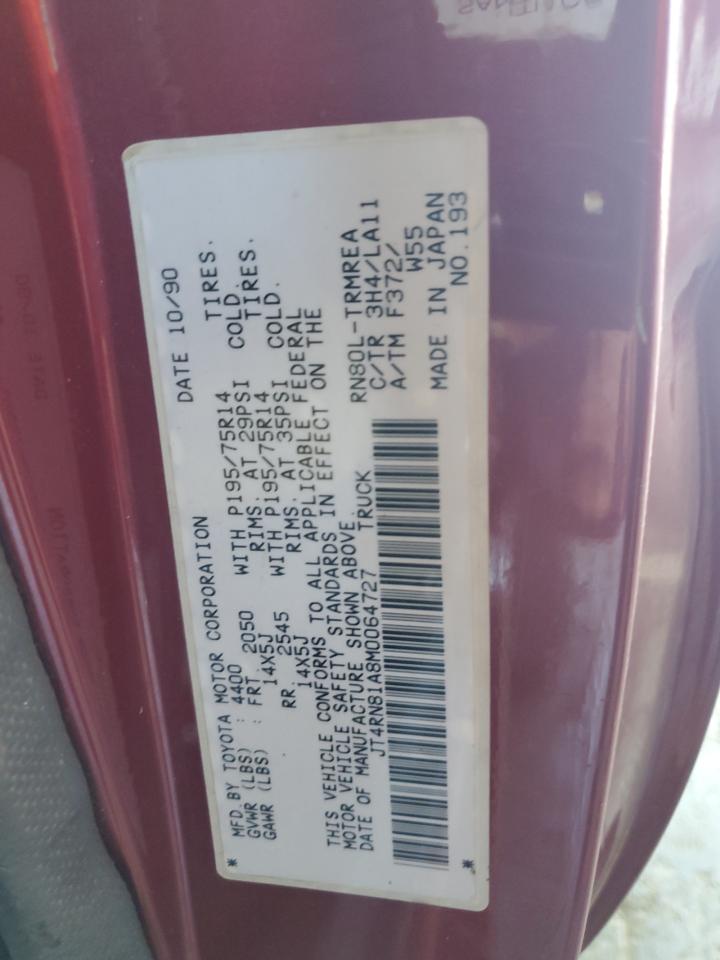 * MFD. BY TOYOTA MOTOR CORPORATION DATE 10/90
GVWR (LBS) : 4400
GAWR (LBS) : FRT. 2050 WITH P195/75R14 TIRES.
14X5J RIMS. AT 29PSI COLD.
RR. 2545 WITH P195/75R14 TIRES.
14X5J RIMS. AT 35PSI COLD.
THIS VEHICLE CONFORMS TO ALL APPLICABLE FEDERAL
MOTOR VEHICLE SAFETY STANDARDS IN EFFECT ON THE
DATE OF MANUFACTURE SHOWN ABOVE.
JT4RN81A8M0064727 TRUCK
RN80L-TRMREA
C/TR 3H4/LA11
A/TM F372/
W55
MADE IN JAPAN
* NO.193